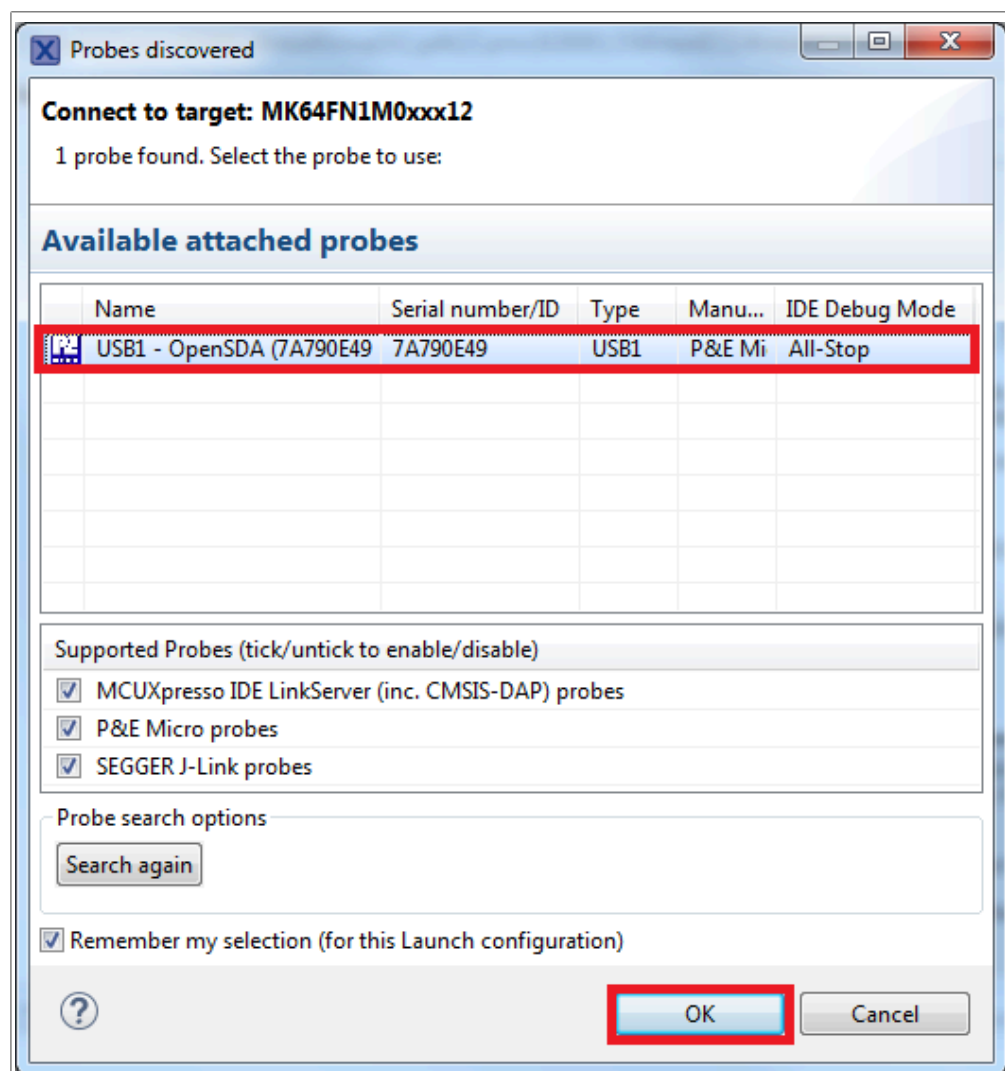 Probes discovered
Connect to target: MK64FN1M0xxx12
1 probe found. Select the probe to use:
Available attached probes
Name Serial number/ID Type Manu... IDE Debug Mode
USB1 - OpenSDA (7A790E49 7A790E49 USB1 P&E Mi All-Stop
Supported Probes (tick/untick to enable/disable)
MCUXpresso IDE LinkServer (inc. CMSIS-DAP) probes
P&E Micro probes
SEGGER J-Link probes
Probe search options
Search again
Remember my selection (for this Launch configuration)
OK Cancel